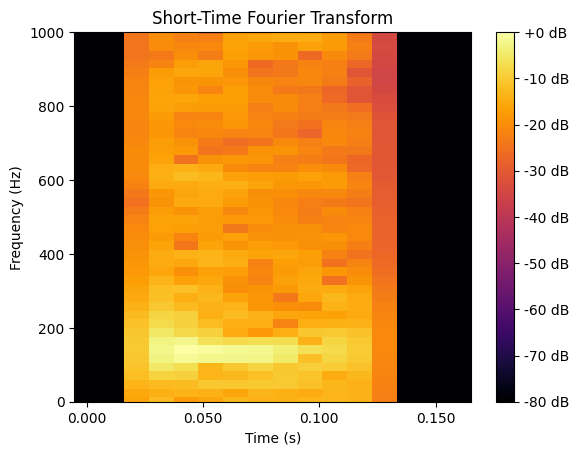 Short-Time Fourier Transform
1000
800
600
400
200
0
Frequency (Hz)
0.000
0.050
0.100
0.150
Time (s)
+0 dB
-10 dB
-20 dB
-30 dB
-40 dB
-50 dB
-60 dB
-70 dB
-80 dB